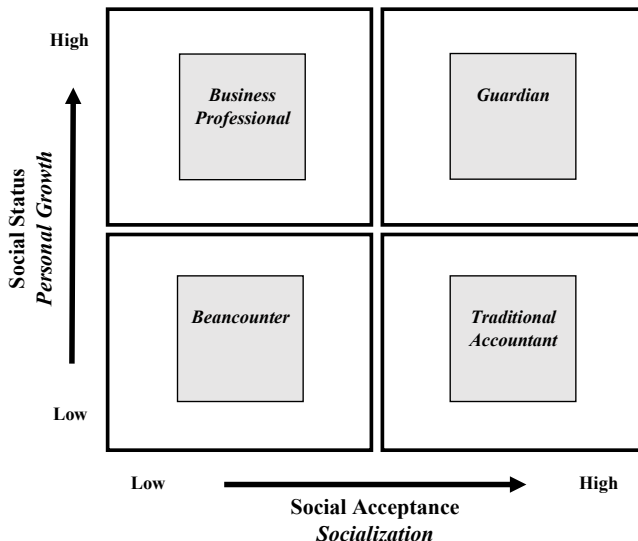 High
Business
Professional
Guardian
Social Status
Personal Growth
Beancounter
Traditional
Accountant
Low
Low
High
Social Acceptance
Socialization